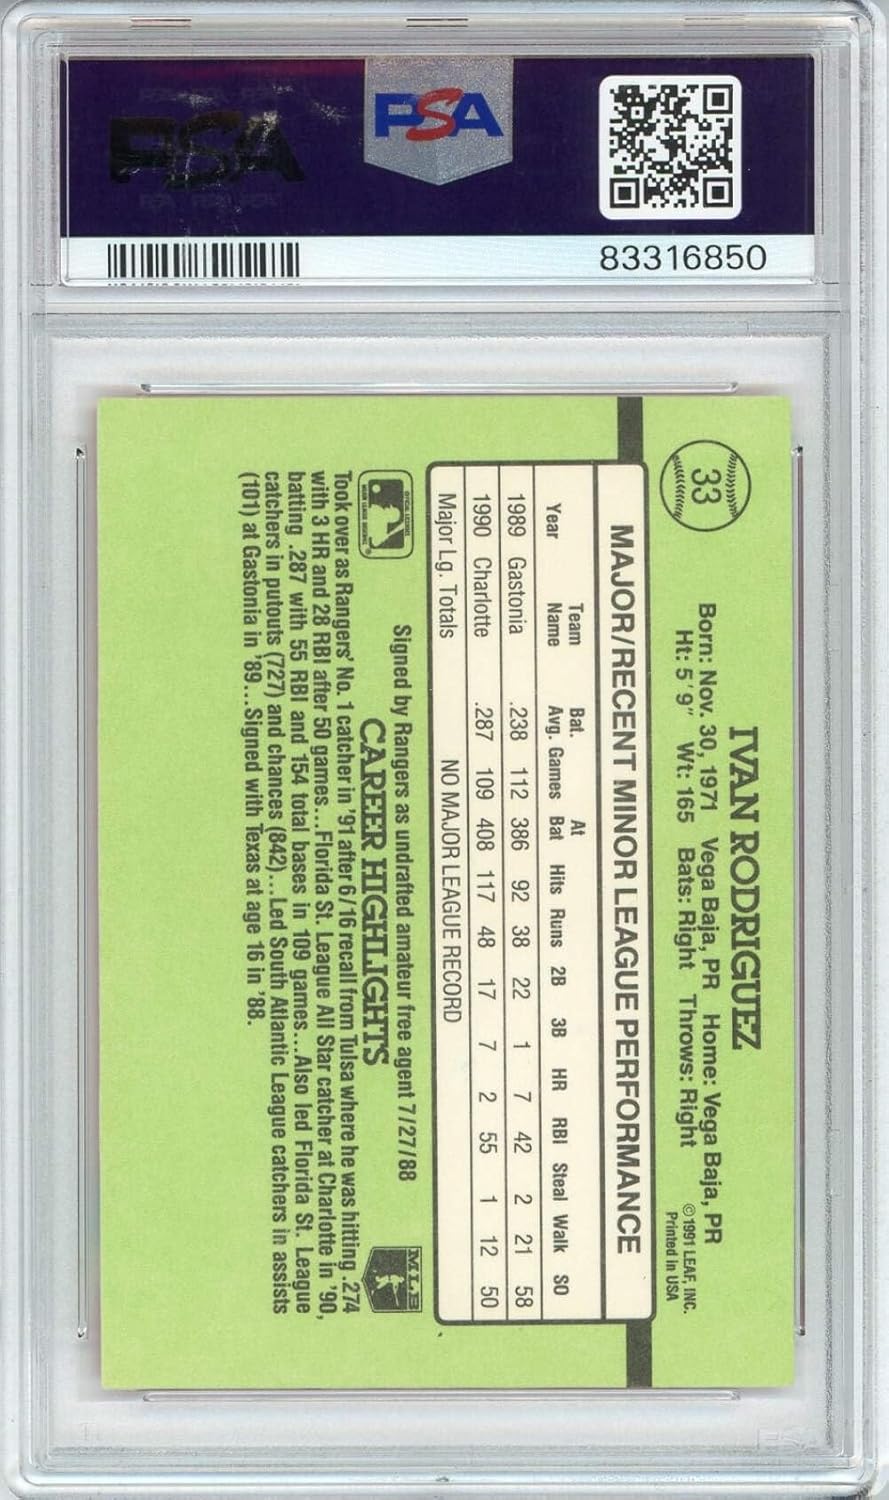 PSA
PSA
83316850
33
IVAN RODRIGUEZ
Born: Nov. 30, 1971 Vega Baja, PR Home: Vega Baja, PR
Ht: 5'9" Wt: 165 Bats: Right Throws: Right
©1991 LEAF, INC.
Printed in USA
MAJOR/RECENT MINOR LEAGUE PERFORMANCE
Team Bat. At
Year Name Avg. Games Bat Hits Runs 2B 3B HR RBI Steal Walk SO
1989 Gastonia .238 112 386 92 38 22 1 7 42 2 21 58
1990 Charlotte .287 109 408 117 48 17 7 2 55 1 12 50
Major Lg. Totals NO MAJOR LEAGUE RECORD
Signed by Rangers as undrafted amateur free agent 7/27/88
MLB
CAREER HIGHLIGHTS
Took over as Rangers' No. 1 catcher in '91 after 6/16 recall from Tulsa where he was hitting .274
with 3 HR and 28 RBI after 50 games...Florida St. League All Star catcher at Charlotte in '90,
batting .287 with 55 RBI and 154 total bases in 109 games...Also led Florida St. League
catchers in putouts (727) and chances (842)...Led South Atlantic League catchers in assists
(101) at Gastonia in '89...Signed with Texas at age 16 in '88.